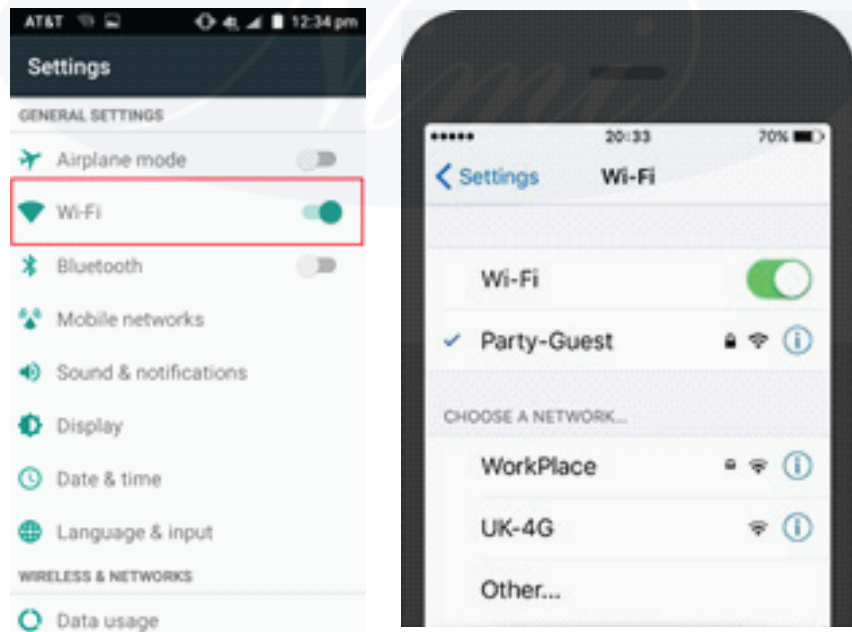 AT&T 12:34 pm
Settings
GENERAL SETTINGS
Airplane mode
Wi-Fi
Bluetooth
Mobile networks
Sound & notifications
Display
Date & time
Language & input
WIRELESS & NETWORKS
Data usage
20:33 70%
Settings Wi-Fi
Wi-Fi
Party-Guest
CHOOSE A NETWORK...
WorkPlace
UK-4G
Other...